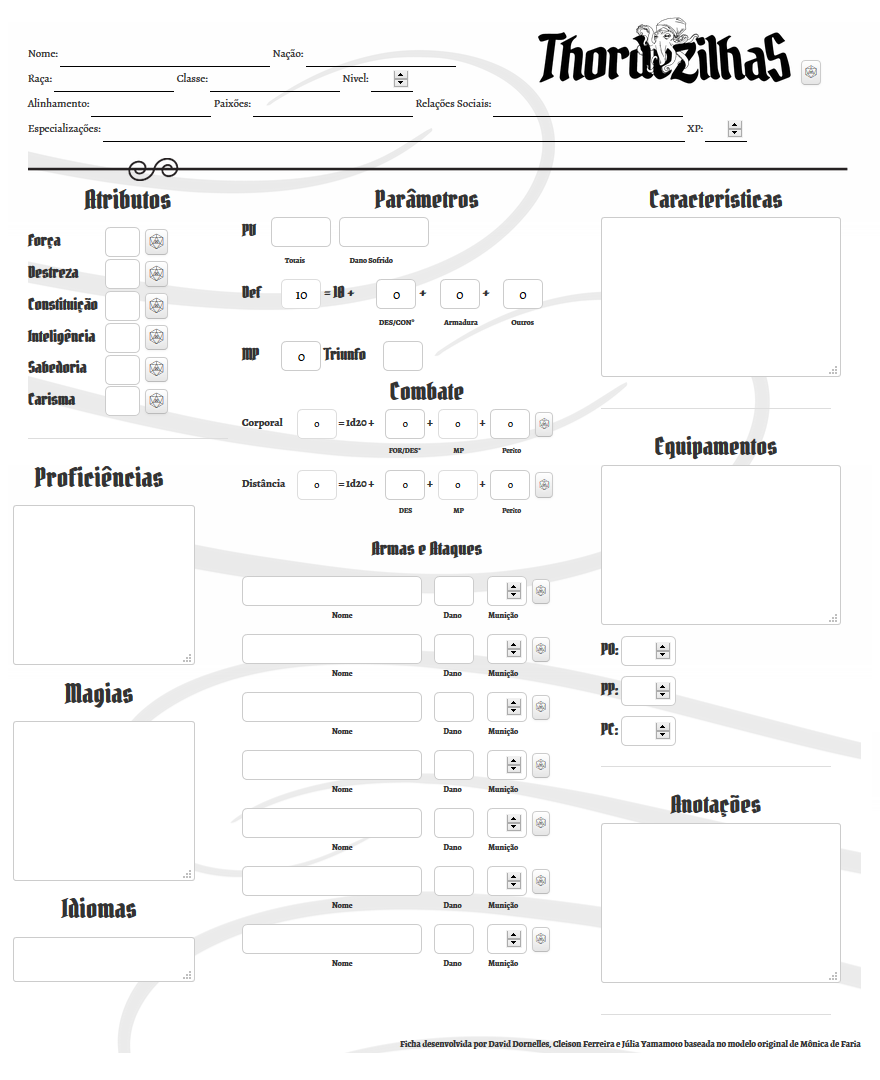 ThordezilhaS
Nome: Nação:
Raça: Classe: Nivel:
Alinhamento: Paixões: Relações Sociais:
Especializações: XP:
Atributos
Força
Destreza
Constituição
Inteligência
Sabedoria
Carisma
Proficiências
Magias
Idiomas
Parâmetros
PV
Totais Dano Sofrido
Def 10 = 10 + 0 + 0 + 0
DES/CON* Armadura Outros
MP 0 Triunfo
Combate
Corporal 0 =1d20+ 0 + 0 + 0
FOR/DES* MP Perito
Distância 0 =1d20+ 0 + 0 + 0
DES MP Perito
Armas e Ataques
Nome Dano Munição
Nome Dano Munição
Nome Dano Munição
Nome Dano Munição
Nome Dano Munição
Nome Dano Munição
Nome Dano Munição
Características
Equipamentos
PO:
PP:
PC:
Anotações
Ficha desenvolvida por David Dornelles, Cleison Ferreira e Júlia Yamamoto baseada no modelo original de Mônica de Faria